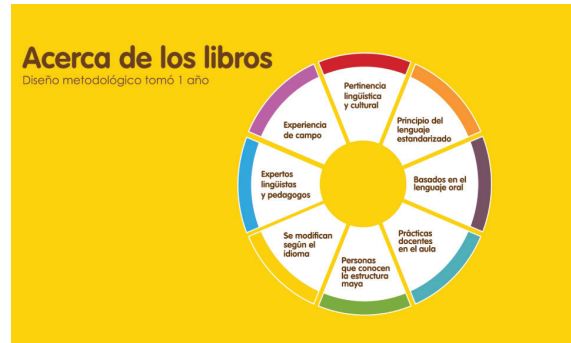 Acerca de los libros
Diseño metodológico tomó 1 año
Pertinencia
lingüística
y cultural
Principio del
lenguaje
estandarizado
Basados en el
lenguaje oral
Prácticas
docentes
en el aula
Personas
que conocen
la estructura
maya
Se modifican
según el
idioma
Expertos
lingüistas
y pedagogos
Experiencia
de campo